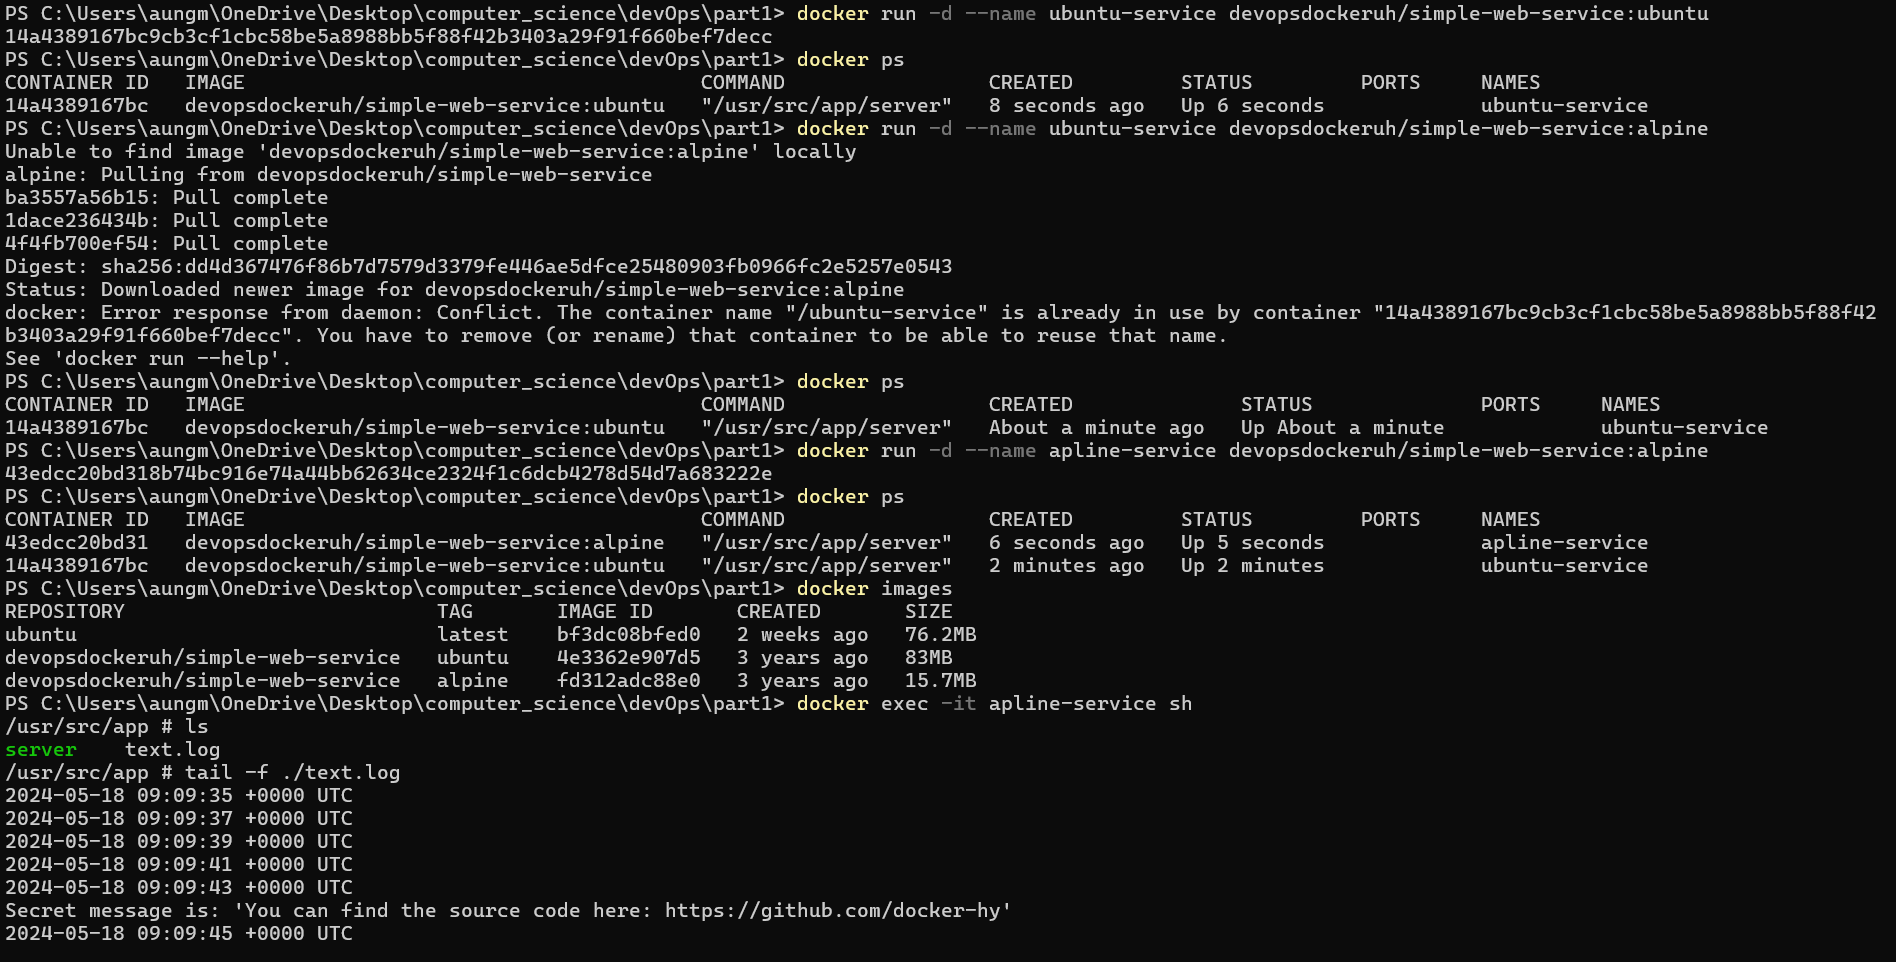 PS C:\Users\aungm\OneDrive\Desktop\computer_science\devOps\part1> docker run -d --name ubuntu-service devopsdockeruh/simple-web-service:ubuntu
14a4389167bc9cb3cf1cbc58be5a8988bb5f88f42b3403a29f91f660bef7decc
PS C:\Users\aungm\OneDrive\Desktop\computer_science\devOps\part1> docker ps
CONTAINER ID   IMAGE                                      COMMAND                 CREATED         STATUS         PORTS     NAMES
14a4389167bc   devopsdockeruh/simple-web-service:ubuntu   "/usr/src/app/server"   8 seconds ago   Up 6 seconds             ubuntu-service
PS C:\Users\aungm\OneDrive\Desktop\computer_science\devOps\part1> docker run -d --name ubuntu-service devopsdockeruh/simple-web-service:alpine
Unable to find image 'devopsdockeruh/simple-web-service:alpine' locally
alpine: Pulling from devopsdockeruh/simple-web-service
ba3557a56b15: Pull complete
1dace236434b: Pull complete
4f4fb700ef54: Pull complete
Digest: sha256:dd4d367476f86b7d7579d3379fe446ae5dfce25480903fb0966fc2e5257e0543
Status: Downloaded newer image for devopsdockeruh/simple-web-service:alpine
docker: Error response from daemon: Conflict. The container name "/ubuntu-service" is already in use by container "14a4389167bc9cb3cf1cbc58be5a8988bb5f88f42
b3403a29f91f660bef7decc". You have to remove (or rename) that container to be able to reuse that name.
See 'docker run --help'.
PS C:\Users\aungm\OneDrive\Desktop\computer_science\devOps\part1> docker ps
CONTAINER ID   IMAGE                                      COMMAND                 CREATED              STATUS              PORTS     NAMES
14a4389167bc   devopsdockeruh/simple-web-service:ubuntu   "/usr/src/app/server"   About a minute ago   Up About a minute             ubuntu-service
PS C:\Users\aungm\OneDrive\Desktop\computer_science\devOps\part1> docker run -d --name apline-service devopsdockeruh/simple-web-service:alpine
43edcc20bd318b74bc916e74a44bb62634ce2324f1c6dcb4278d54d7a683222e
PS C:\Users\aungm\OneDrive\Desktop\computer_science\devOps\part1> docker ps
CONTAINER ID   IMAGE                                      COMMAND                 CREATED         STATUS         PORTS     NAMES
43edcc20bd31   devopsdockeruh/simple-web-service:alpine   "/usr/src/app/server"   6 seconds ago   Up 5 seconds             apline-service
14a4389167bc   devopsdockeruh/simple-web-service:ubuntu   "/usr/src/app/server"   2 minutes ago   Up 2 minutes             ubuntu-service
PS C:\Users\aungm\OneDrive\Desktop\computer_science\devOps\part1> docker images
REPOSITORY                          TAG       IMAGE ID       CREATED       SIZE
ubuntu                              latest    bf3dc08bfed0   2 weeks ago   76.2MB
devopsdockeruh/simple-web-service   ubuntu    4e3362e907d5   3 years ago   83MB
devopsdockeruh/simple-web-service   alpine    fd312adc88e0   3 years ago   15.7MB
PS C:\Users\aungm\OneDrive\Desktop\computer_science\devOps\part1> docker exec -it apline-service sh
/usr/src/app # ls
server    text.log
/usr/src/app # tail -f ./text.log
2024-05-18 09:09:35 +0000 UTC
2024-05-18 09:09:37 +0000 UTC
2024-05-18 09:09:39 +0000 UTC
2024-05-18 09:09:41 +0000 UTC
2024-05-18 09:09:43 +0000 UTC
Secret message is: 'You can find the source code here: https://github.com/docker-hy'
2024-05-18 09:09:45 +0000 UTC